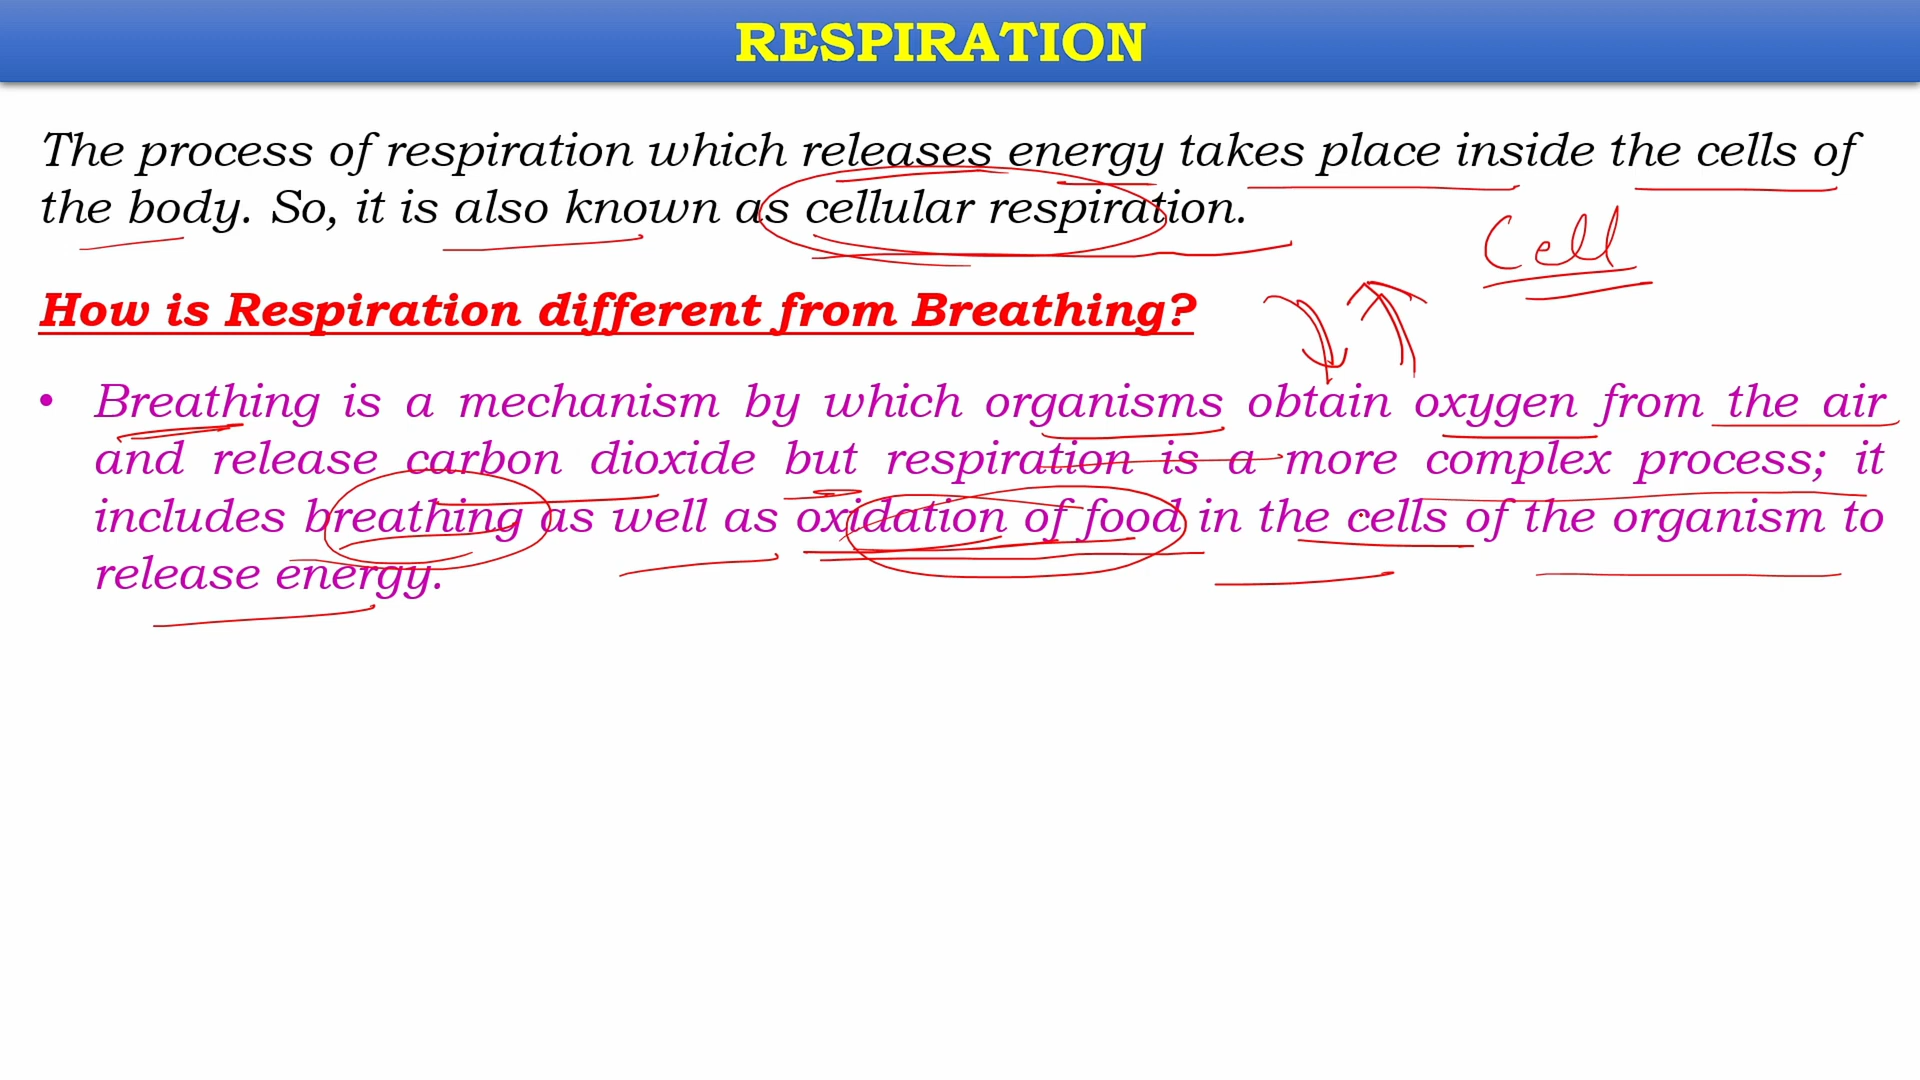 RESPIRATION
The process of respiration which releases energy takes place inside the cells of
the body. So, it is also known as cellular respiration.
Cell
How is Respiration different from Breathing?
• Breathing is a mechanism by which organisms obtain oxygen from the air
and release carbon dioxide but respiration is a more complex process; it
includes breathing as well as oxidation of food in the cells of the organism to
release energy.